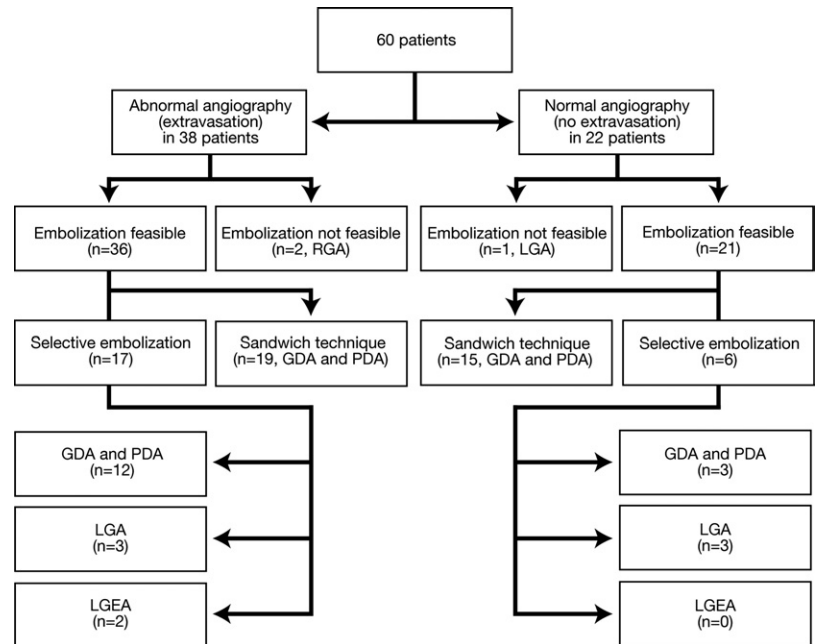 60 patients
Abnormal angiography
(extravasation)
in 38 patients
Normal angiography
(no extravasation)
in 22 patients
Embolization feasible
(n=36)
Embolization not feasible
(n=2, RGA)
Embolization not feasible
(n=1, LGA)
Embolization feasible
(n=21)
Selective embolization
(n=17)
Sandwich technique
(n=19, GDA and PDA)
Sandwich technique
(n=15, GDA and PDA)
Selective embolization
(n=6)
GDA and PDA
(n=12)
GDA and PDA
(n=3)
LGA
(n=3)
LGA
(n=3)
LGEA
(n=2)
LGEA
(n=0)